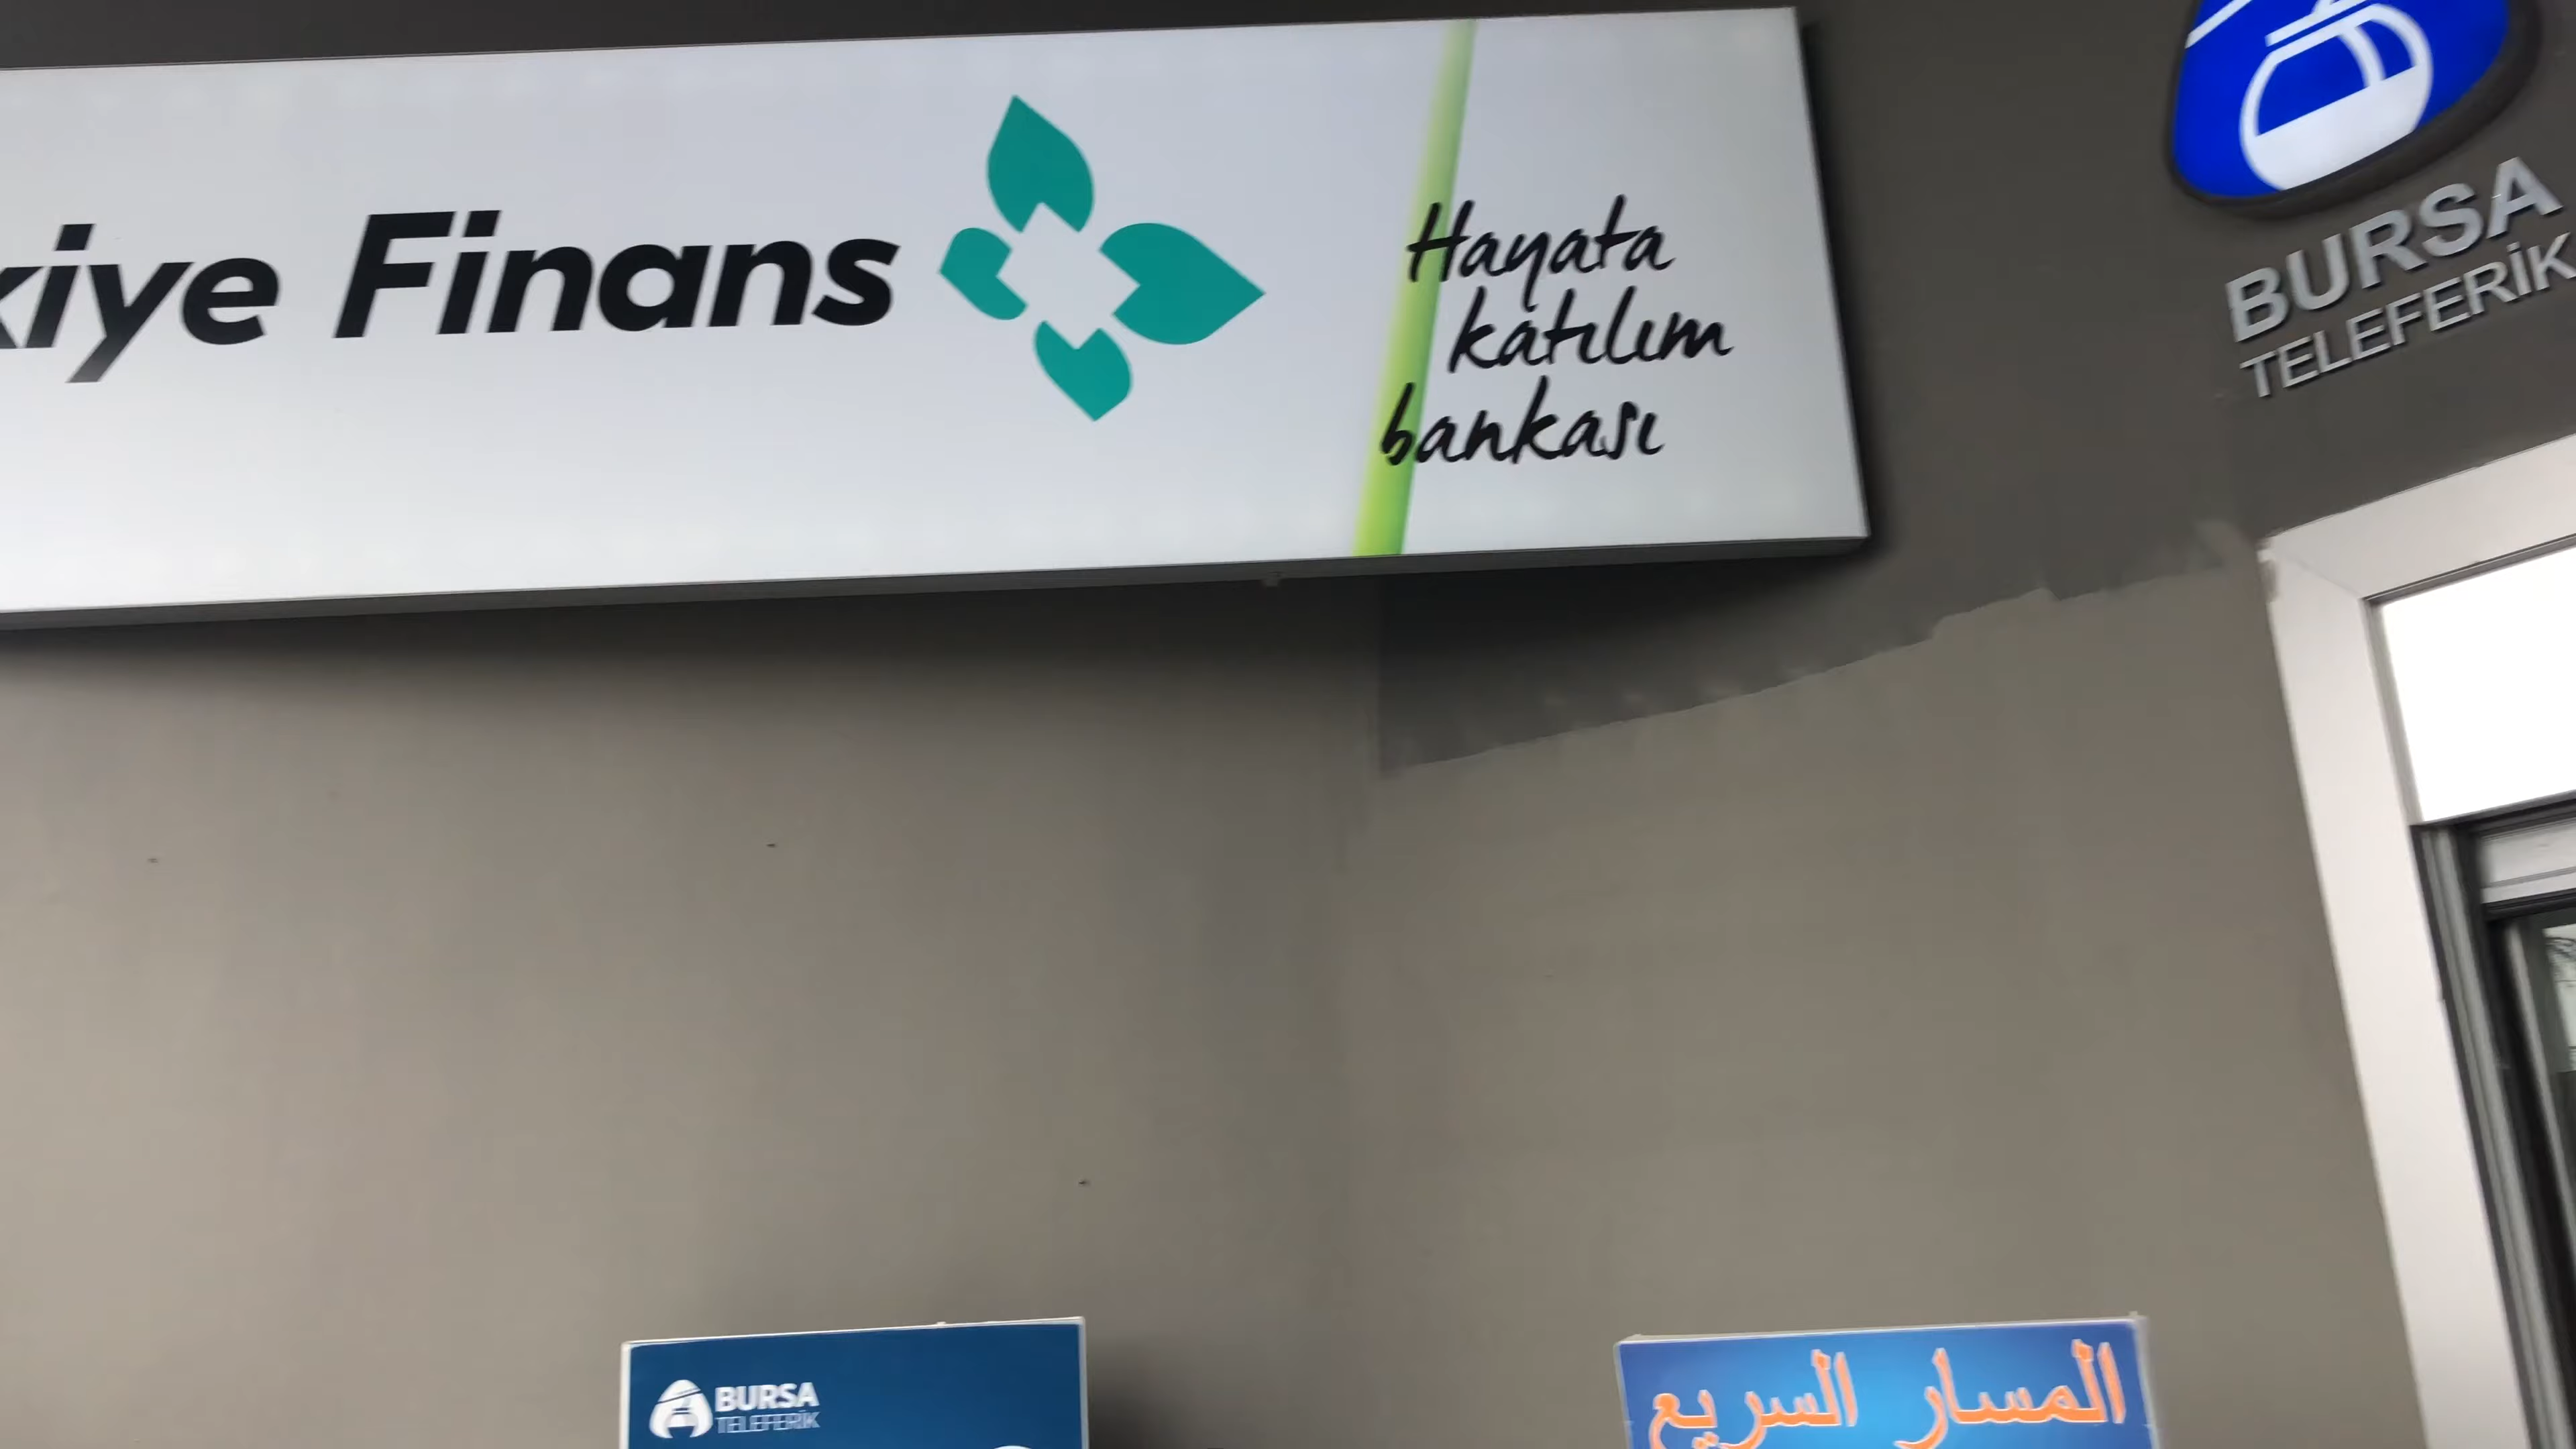 kiye Finans
Hayata
katılım
bankası
BURSA
TELEFERİK
BURSA
TELEFERİK
المسار السريع